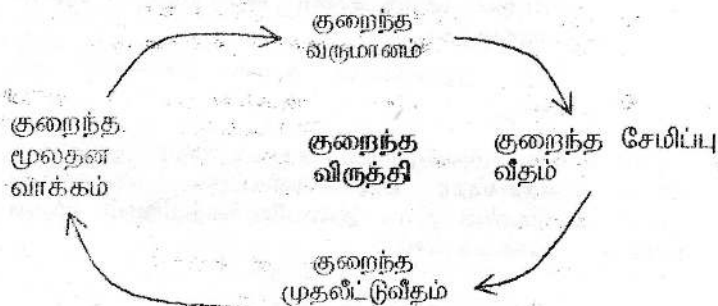 குறைந்த
வருமானம்
குறைந்த
மூலதன
வாக்கம்
குறைந்த
விருத்தி
குறைந்த சேமிப்பு
வீதம்
குறைந்த
முதலீட்டுவீதம்